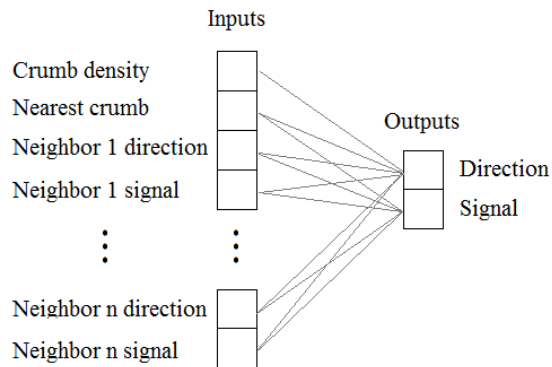 Inputs
Crumb density
Nearest crumb
Neighbor 1 direction
Neighbor 1 signal
Neighbor n direction
Neighbor n signal
Outputs
Direction
Signal